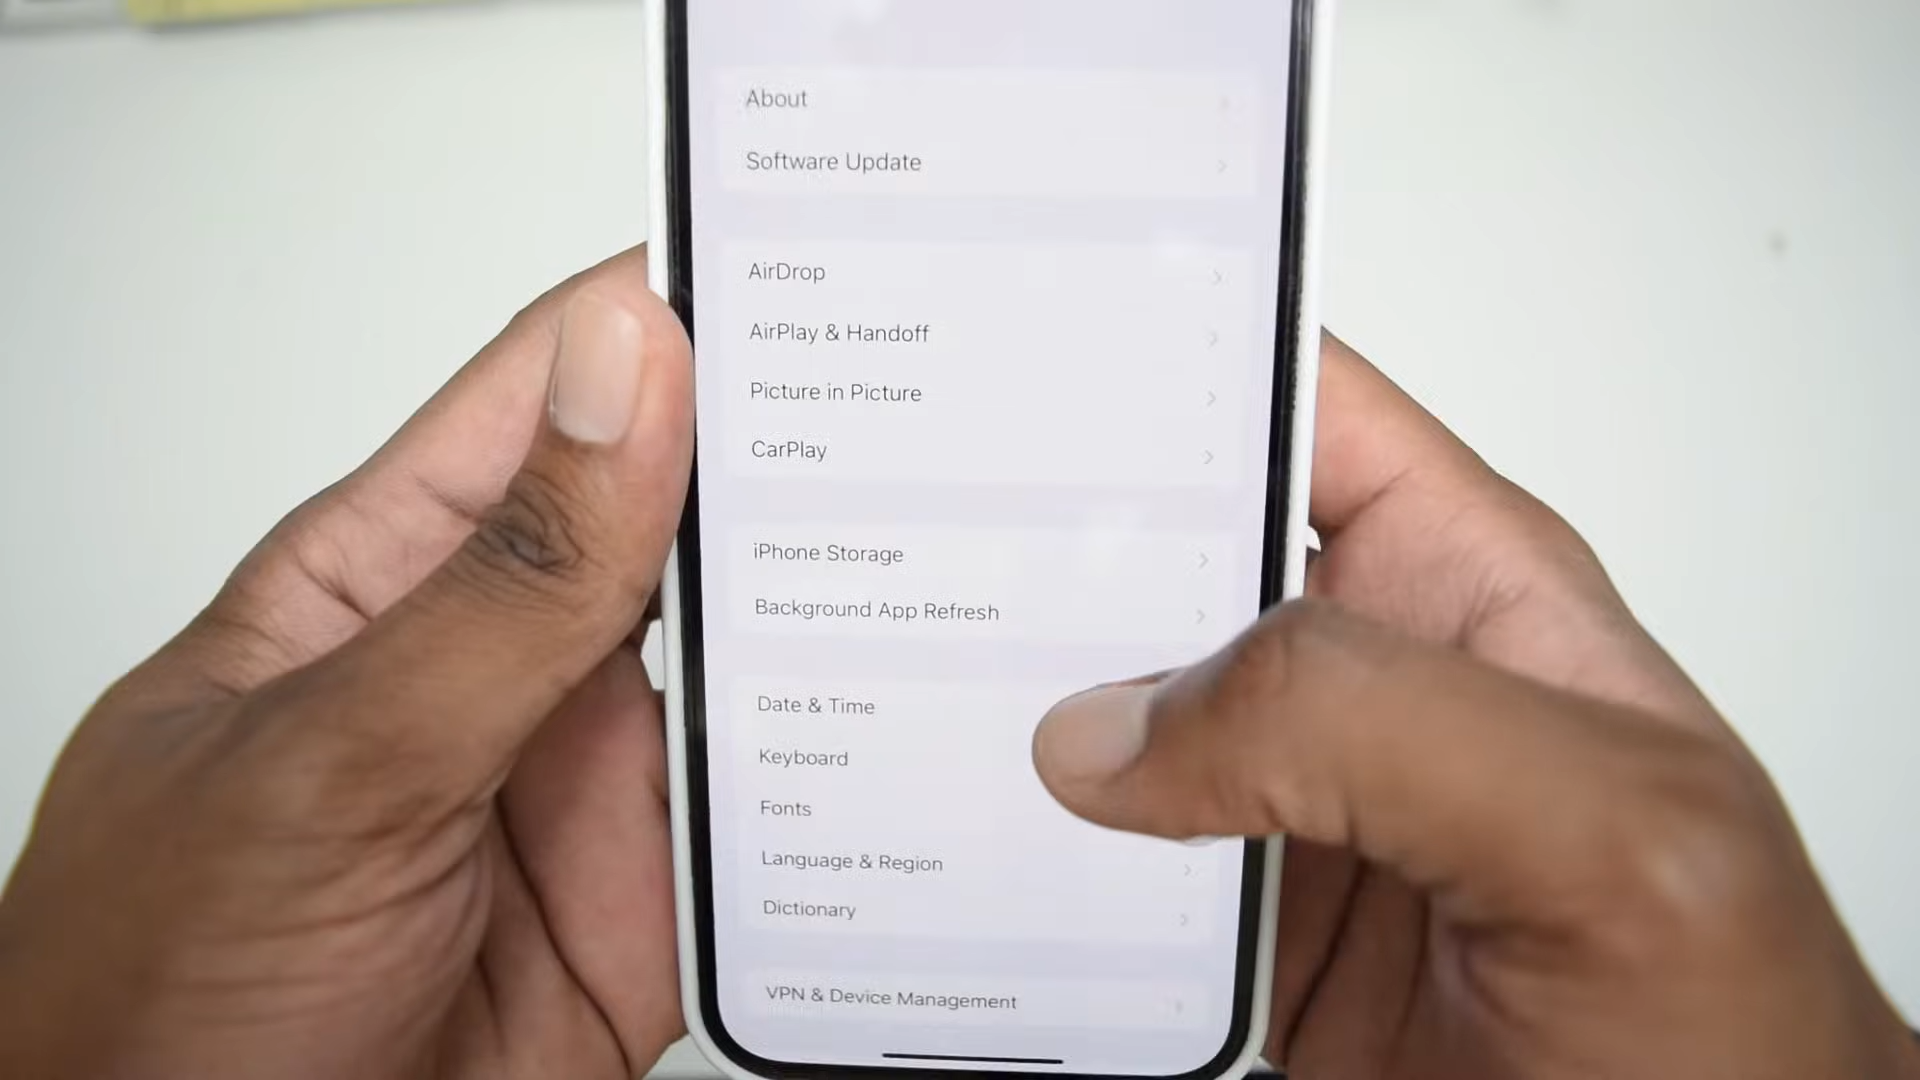 About
Software Update
AirDrop
AirPlay & Handoff
Picture in Picture
CarPlay
iPhone Storage
Background App Refresh
Date & Time
Keyboard
Fonts
Language & Region
Dictionary
VPN & Device Management